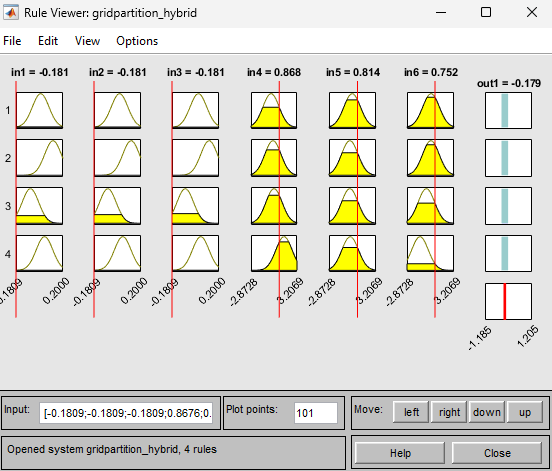 Rule Viewer: gridpartition_hybrid
File Edit View Options
in1 = -0.181 in2 = -0.181 in3 = -0.181 in4 = 0.868 in5 = 0.814 in6 = 0.752 out1 = -0.179
1
2
3
4
0.1809 0.2000 -0.1809 0.2000 -0.1809 0.2000 -2.8728 3.2069 -2.8728 3.2069 -2.8728 3.2069
-1.185 1.205
Input: [-0.1809;-0.1809;-0.1809;0.8676;0. Plot points: 101 Move: left right down up
Opened system gridpartition_hybrid, 4 rules Help Close